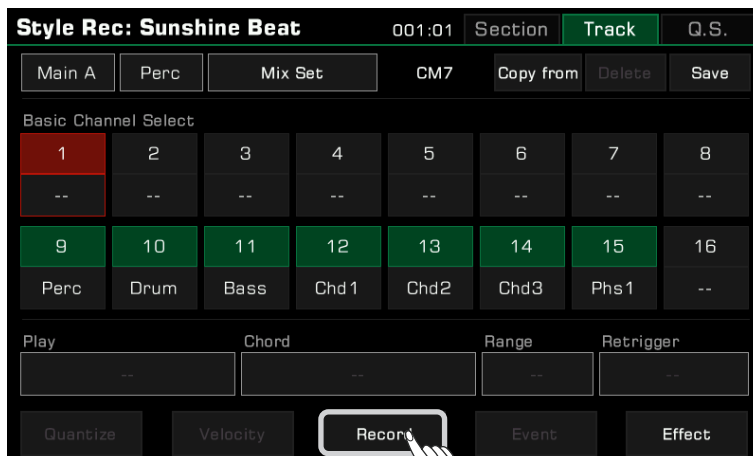 Style Rec: Sunshine Beat 001:01 Section Track Q.S.
Main A Perc Mix Set CM7 Copy from Delete Save
Basic Channel Select
1 2 3 4 5 6 7 8
-- -- -- -- -- -- -- --
9 10 11 12 13 14 15 16
Perc Drum Bass Chd1 Chd2 Chd3 Phs1 --
Play Chord Range Retrigger
-- -- -- --
Quantize Velocity Record Event Effect